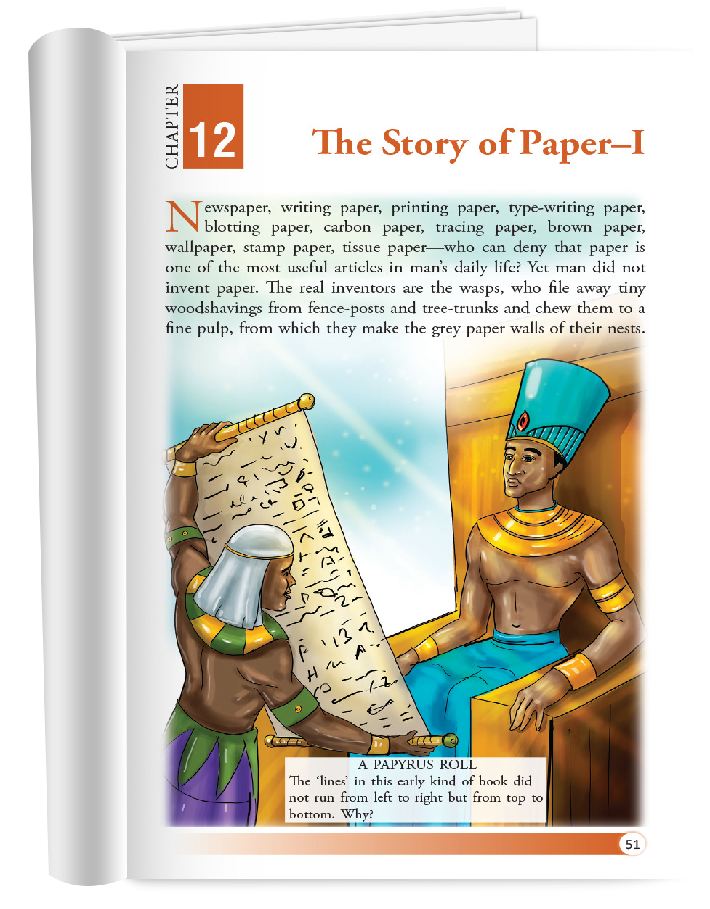 CHAPTER
12
The Story of Paper–I
Newspaper, writing paper, printing paper, type-writing paper,
blotting paper, carbon paper, tracing paper, brown paper,
wallpaper, stamp paper, tissue paper—who can deny that paper is
one of the most useful articles in man's daily life? Yet man did not
invent paper. The real inventors are the wasps, who file away tiny
woodshavings from fence-posts and tree-trunks and chew them to a
fine pulp, from which they make the grey paper walls of their nests.
A PAPYRUS ROLL
The 'lines' in this early kind of book did
not run from left to right but from top to
bottom. Why?
51